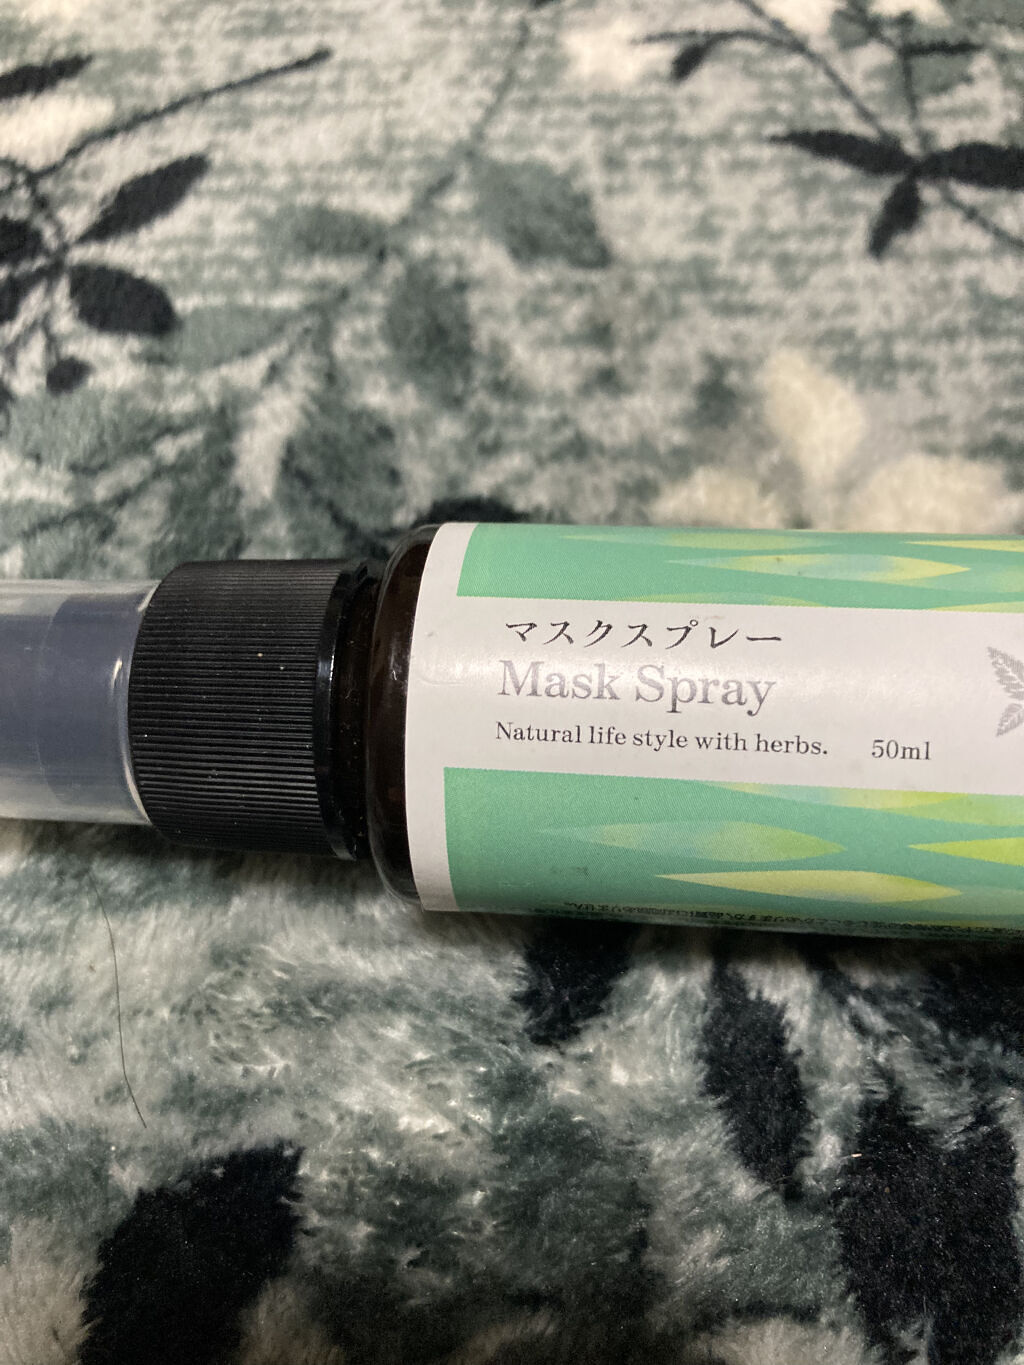 マスクスプレー
Mask Spray
Natural life style with herbs. 50ml